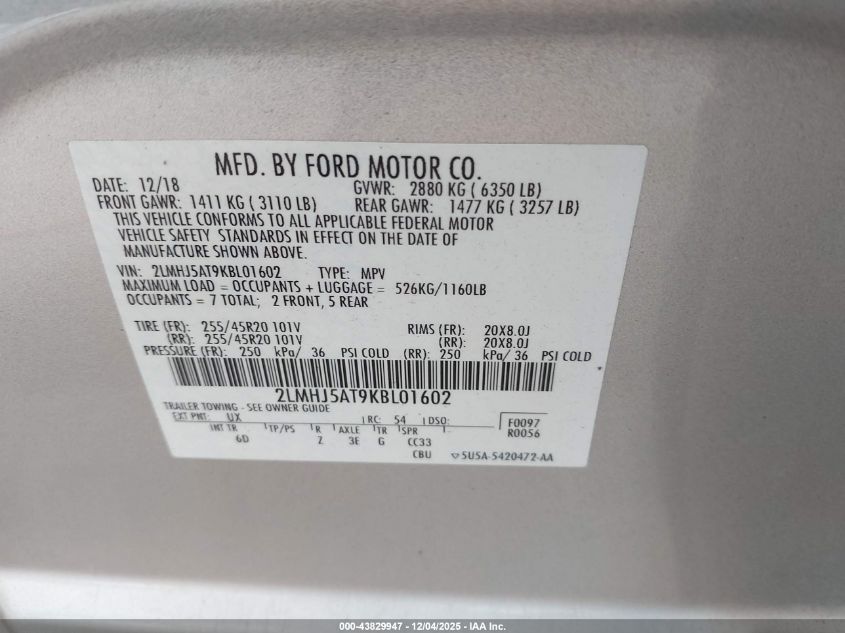 MFD. BY FORD MOTOR CO.
DATE: 12/18 GVWR: 2880 KG ( 6350 LB)
FRONT GAWR: 1411 KG ( 3110 LB) REAR GAWR: 1477 KG ( 3257 LB)
THIS VEHICLE CONFORMS TO ALL APPLICABLE FEDERAL MOTOR
VEHICLE SAFETY STANDARDS IN EFFECT ON THE DATE OF
MANUFACTURE SHOWN ABOVE.
VIN: 2LMHJ5AT9KBL01602 TYPE: MPV
MAXIMUM LOAD = OCCUPANTS + LUGGAGE = 526KG/1160LB
OCCUPANTS = 7 TOTAL; 2 FRONT, 5 REAR
TIRE (FR): 255/45R20 101V RIMS (FR): 20X8.0J
(RR): 255/45R20 101V (RR): 20X8.0J
PRESSURE (FR): 250 kPa/ 36 PSI COLD (RR): 250 kPa/ 36 PSI COLD
2LMHJ5AT9KBL01602
TRAILER TOWING - SEE OWNER GUIDE
EXT PNT: UX RC: 54 DSO: F0097
INT TR TP/PS R AXLE TR SPR R0056
6D Z 3E G CC33
CBU 5U5A-5420472-AA
000-43829947 - 12/04/2025 - IAA Inc.